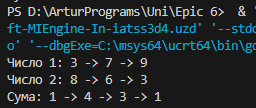 PS D:\ArturPrograms\Uni\Epic 6>  & '
ft-MIEngine-In-iatss3d4.uzd' '--stdo
o' '--dbgExe=C:\msys64\ucrt64\bin\go
Число 1: 3 -> 7 -> 9
Число 2: 8 -> 6 -> 3
Сума: 1 -> 4 -> 3 -> 1